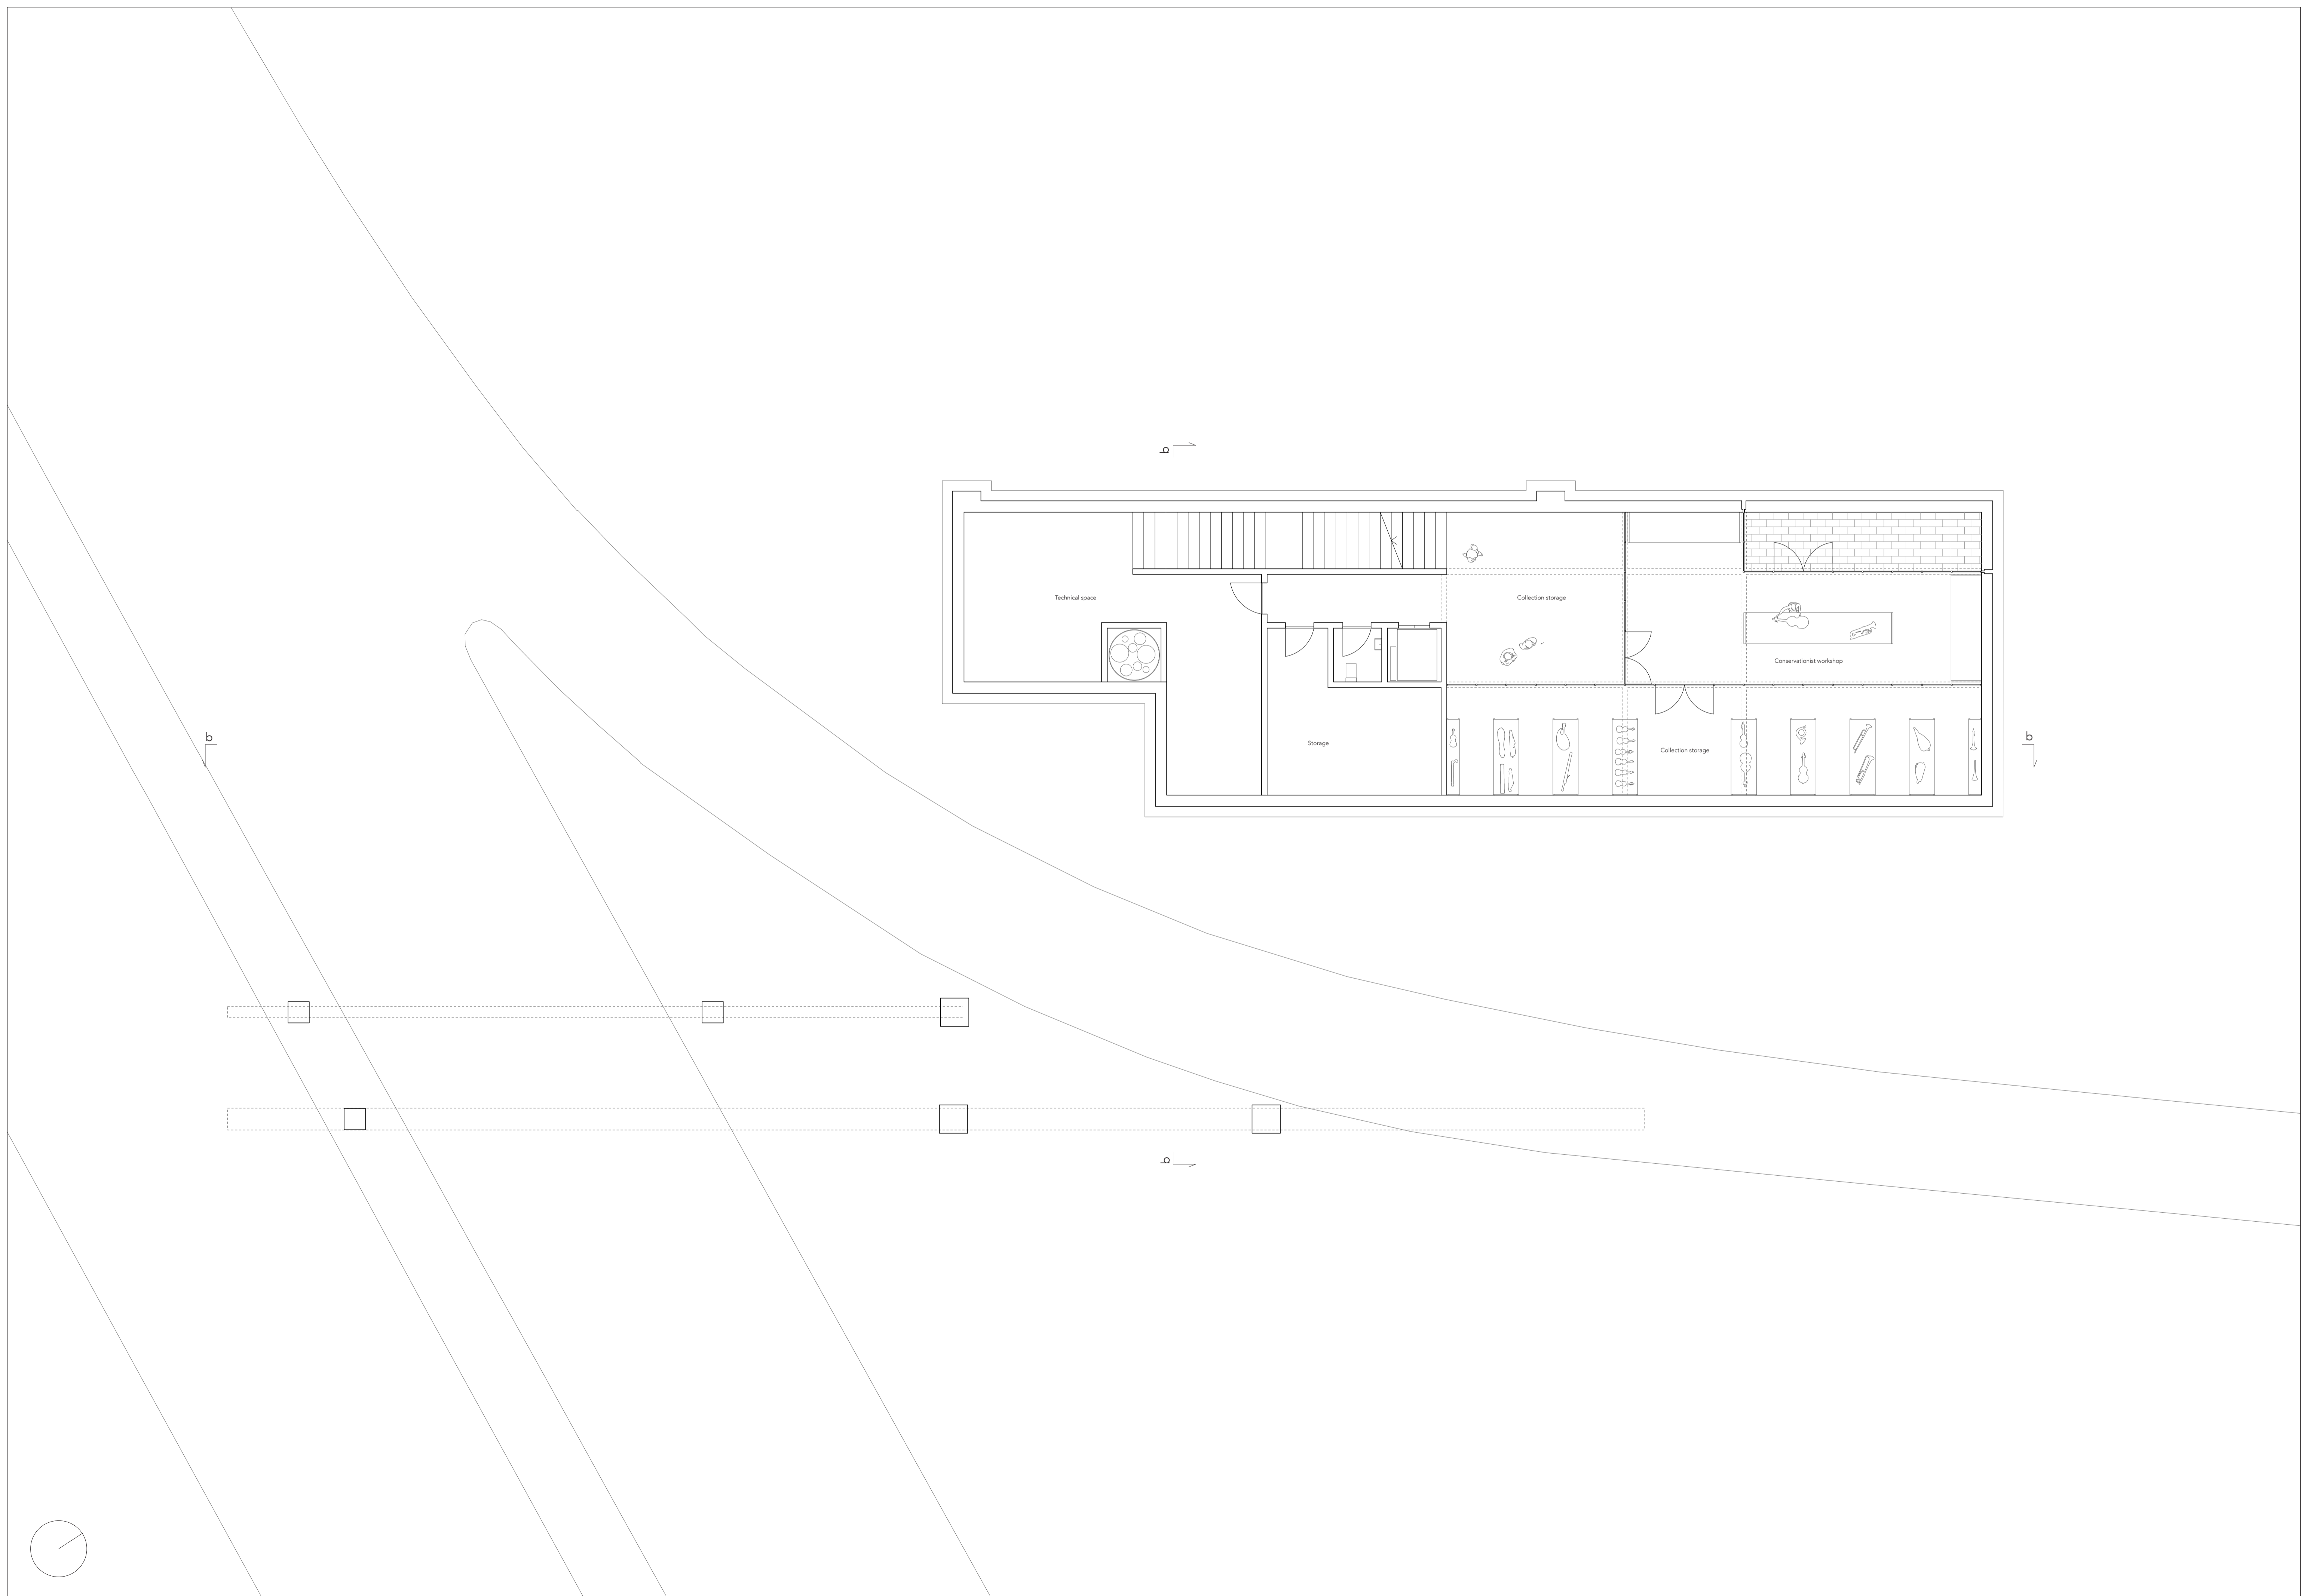 b
Technical space
Collection storage
Conservationist workshop
b
b
Storage
Collection storage
b